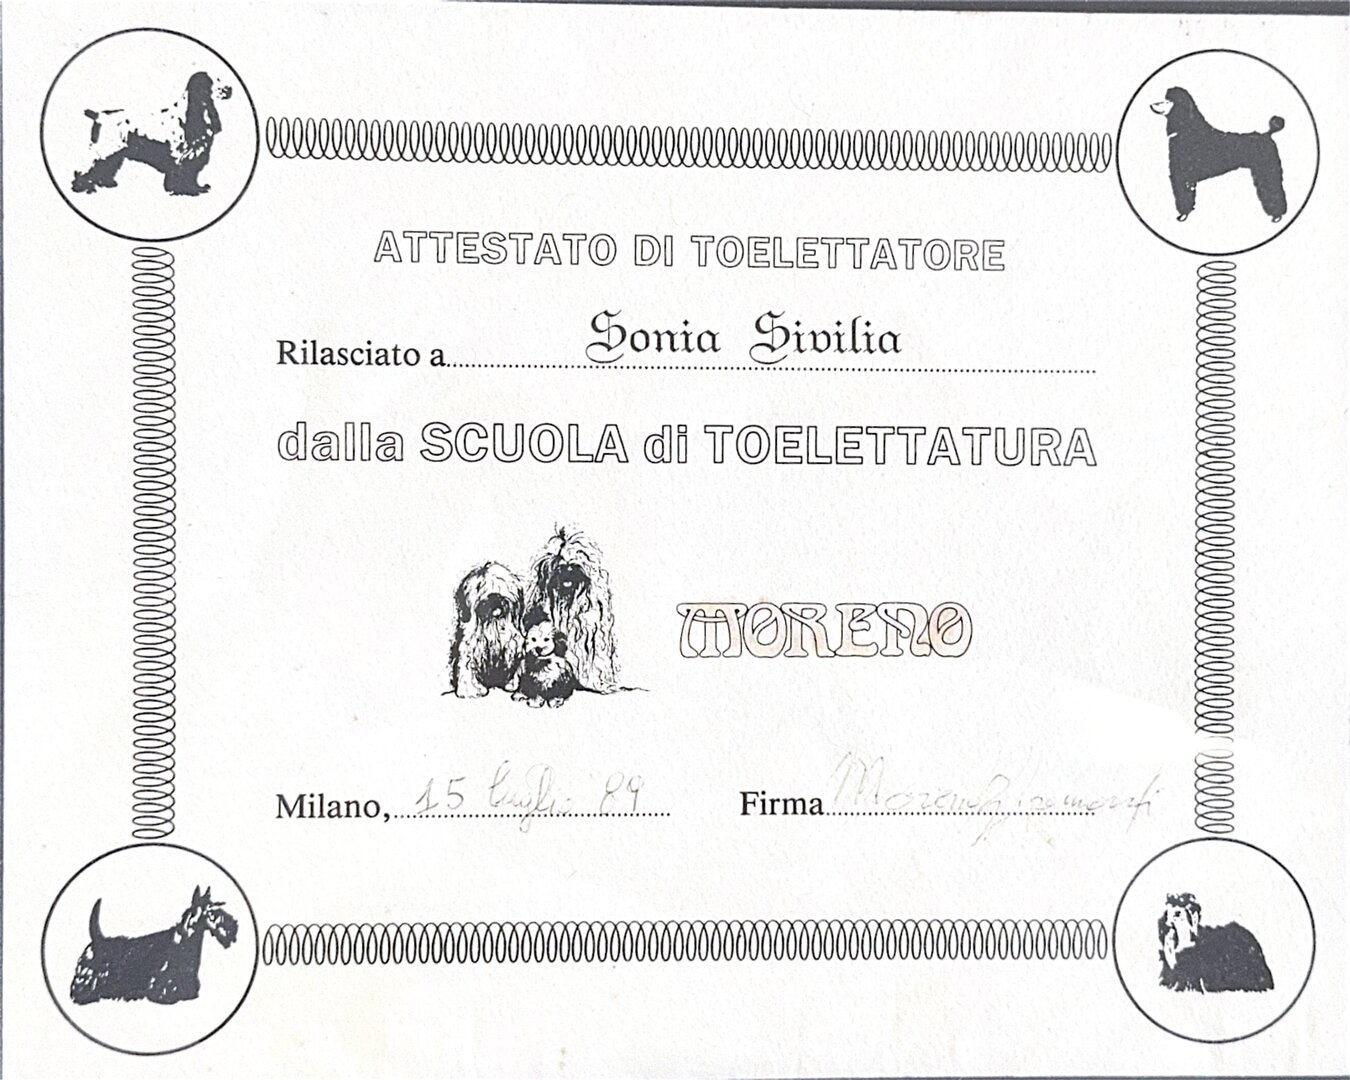 ATTESTATO DI TOELETTATORE
Rilasciato a Sonia Sivilia
dalla SCUOLA di TOELETTATURA
MORENO
Milano, 15 luglio 89 Firma